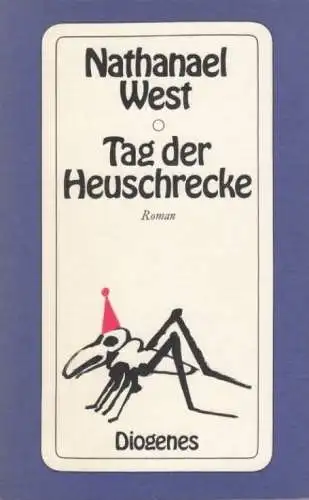 Nathanael
West
Tag der
Heuschrecke
Roman
Diogenes